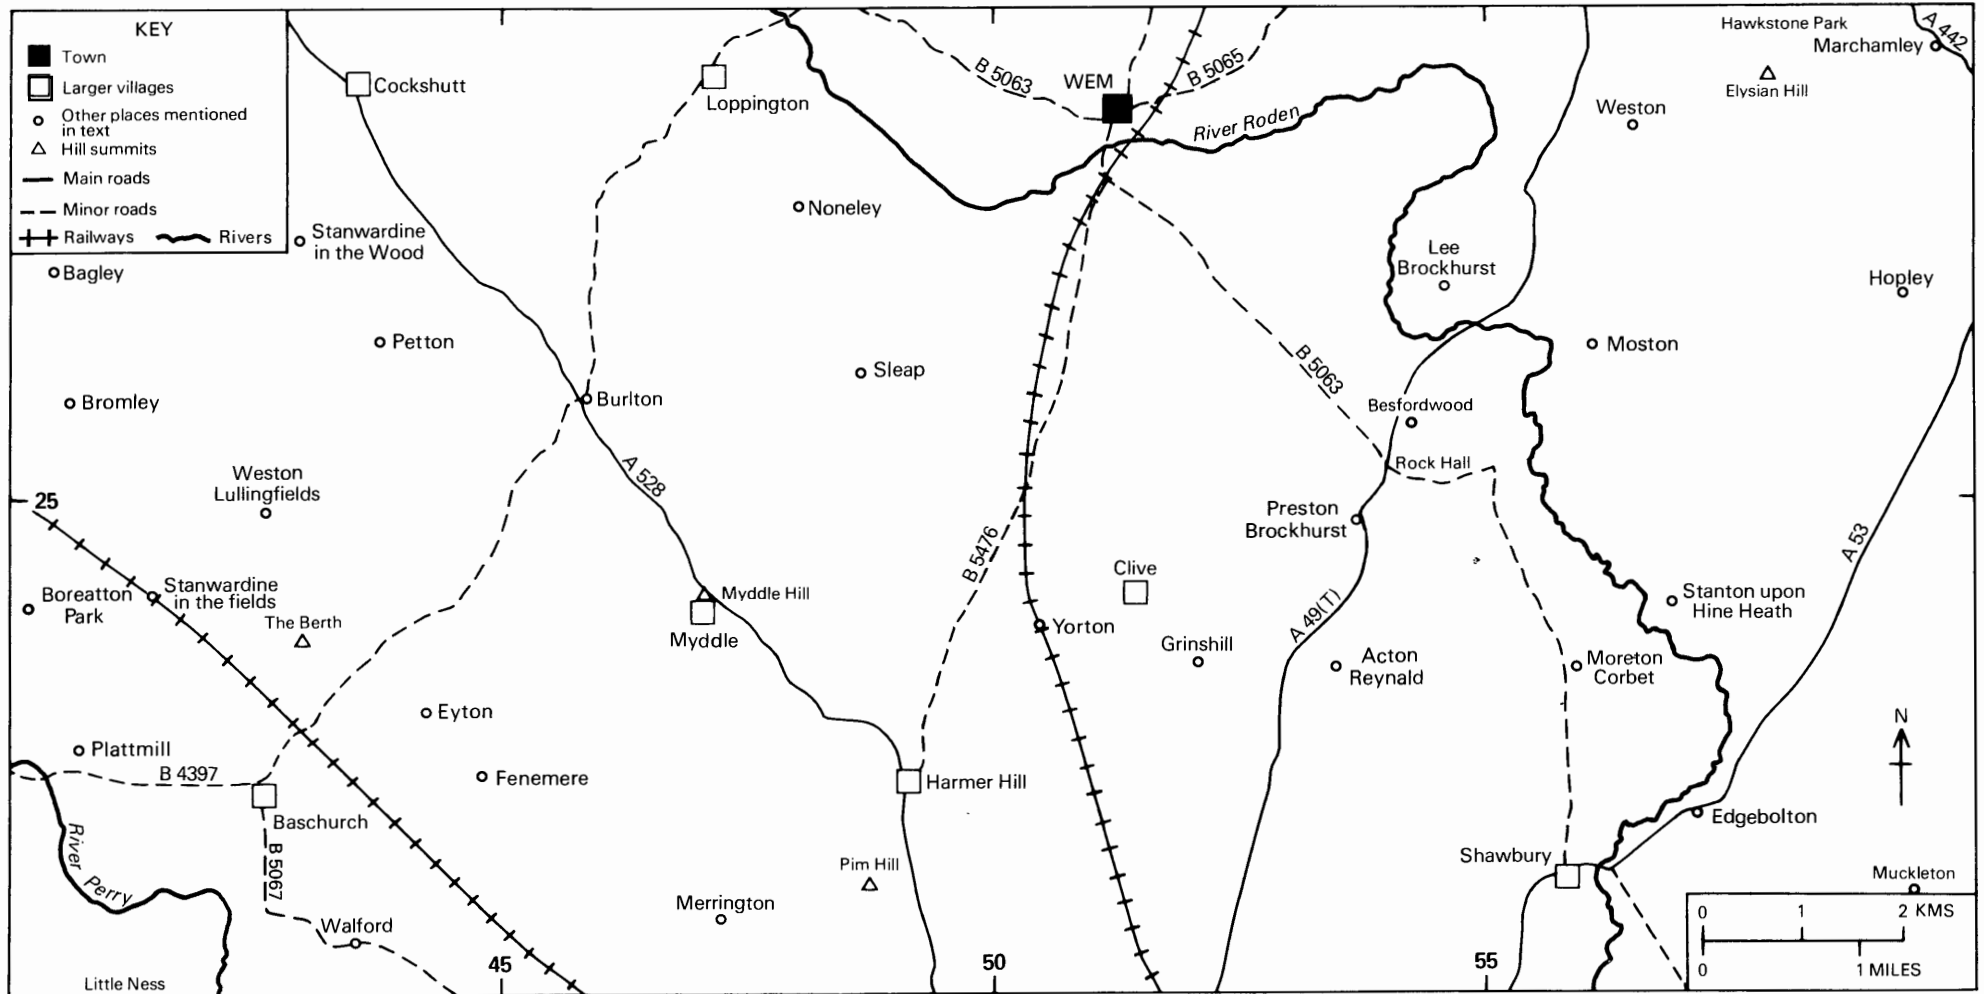 KEY
Town
Larger villages
Other places mentioned
in text
Hill summits
Main roads
Minor roads
Railways
Rivers
Cockshutt
Loppington
B 5063
WEM
B 5065
River Roden
Hawkstone Park
Marchamley
A 442
Elysian Hill
Weston
Stanwardine
in the Wood
Noneley
Bagley
Lee
Brockhurst
Hopley
Petton
Sleap
Moston
Bromley
Burlton
B 5063
Besfordwood
Rock Hall
Weston
Lullingfields
A 528
25
Preston
Brockhurst
A 53
B 5476
Clive
Boreatton
Park
Stanwardine
in the fields
The Berth
Myddle Hill
Myddle
Yorton
Grinshill
A 49(T)
Acton
Reynald
Stanton upon
Hine Heath
Moreton
Corbet
Eyton
N
Plattmill
B 4397
Fenemere
Harmer Hill
Baschurch
Edgebolton
River Perry
B 5067
Pim Hill
Shawbury
Muckleton
Merrington
Walford
0 1 2 KMS
0 1 MILES
45
50
55
Little Ness